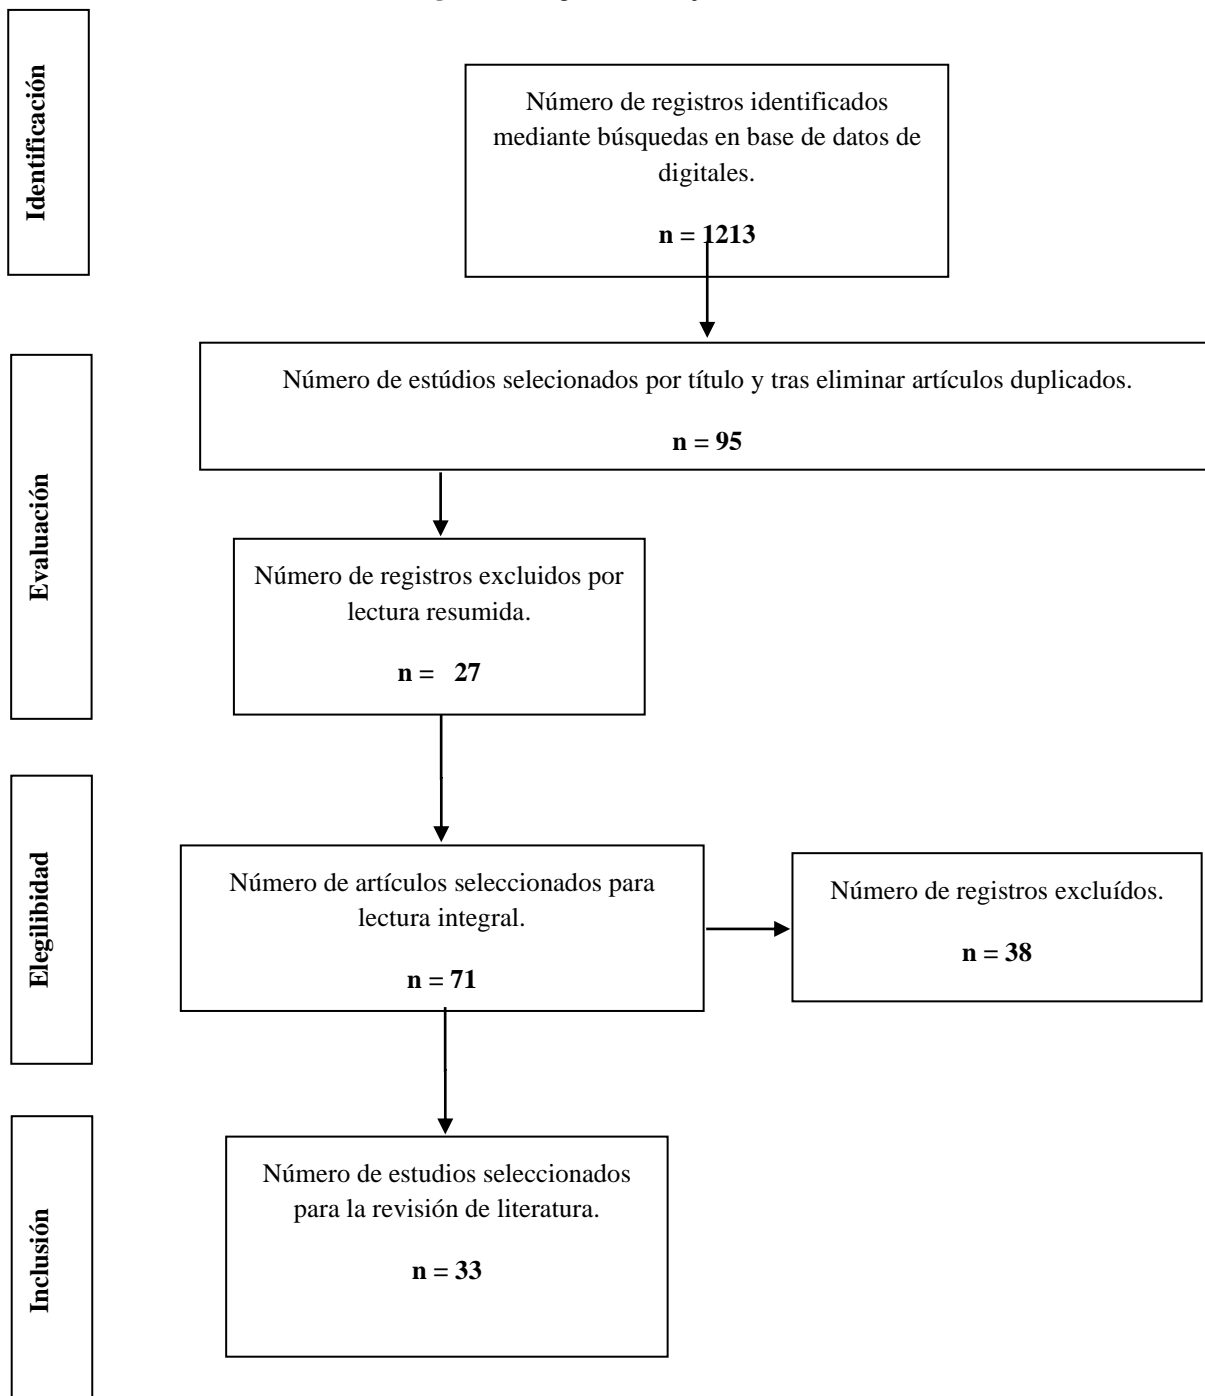 Identificación
Número de registros identificados
mediante búsquedas en base de datos de
digitales.
n = 1213
Evaluación
Número de estúdios selecionados por título y tras eliminar artículos duplicados.
n = 95
Número de registros excluidos por
lectura resumida.
n = 27
Elegilibidad
Número de artículos seleccionados para
lectura integral.
n = 71
Número de registros excluídos.
n = 38
Inclusión
Número de estudios seleccionados
para la revisión de literatura.
n = 33